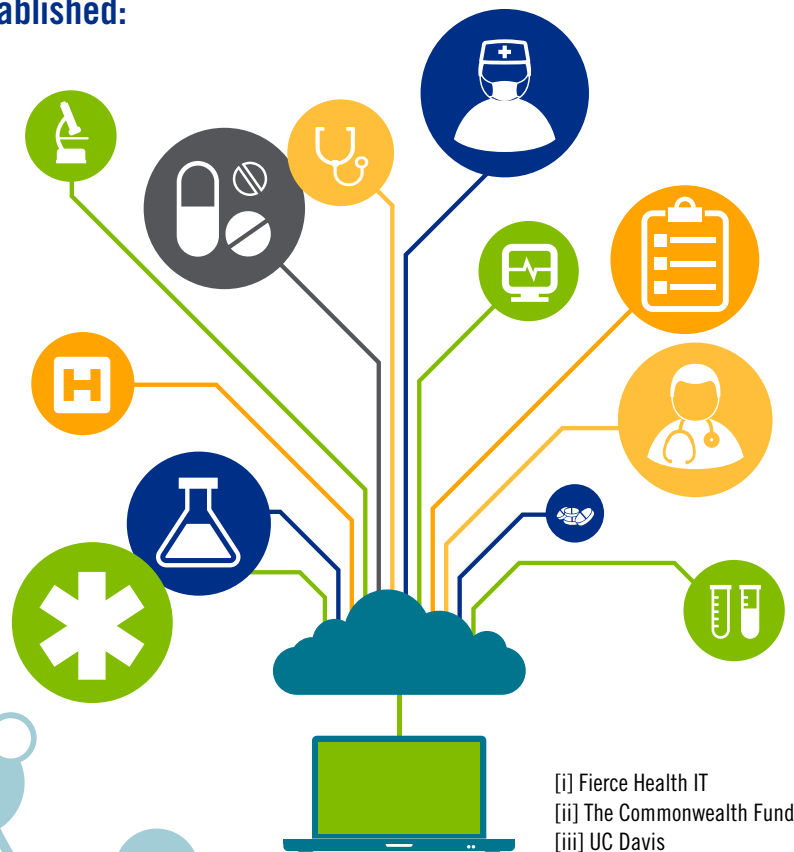 ablished:
H
[i] Fierce Health IT
[ii] The Commonwealth Fund
[iii] UC Davis